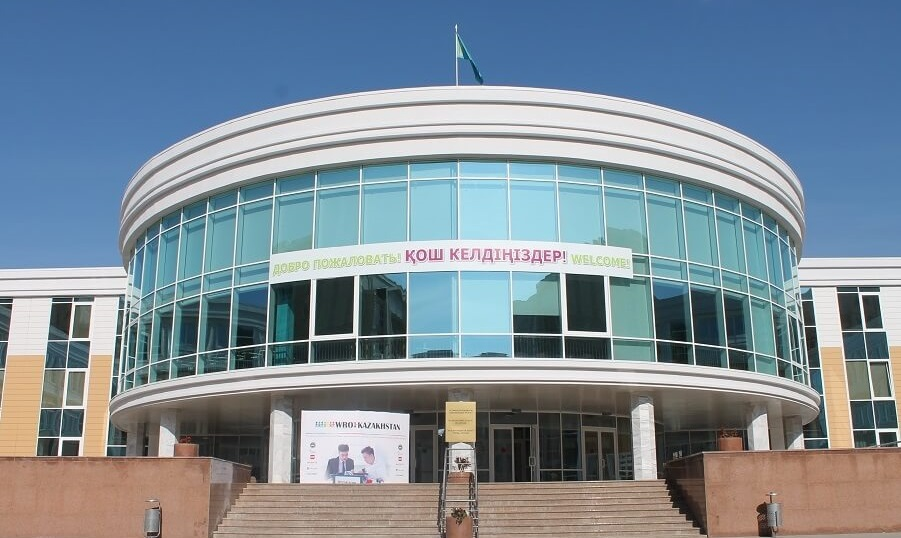 ДОБРО ПОЖАЛОВАТЬ! ҚОШ КЕЛДІҢІЗДЕР! WELCOME!
WRO KAZAKHSTAN